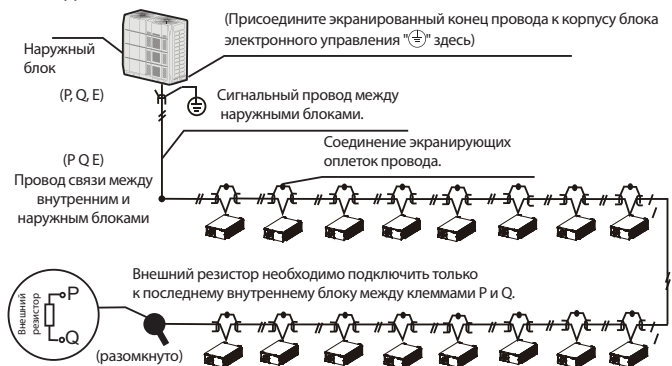 (Присоедините экранированный конец провода к корпусу блока
электронного управления "⏚" здесь)
Наружный
блок
(P, Q, E)
Сигнальный провод между
наружными блоками.
Соединение экранирующих
оплеток провода.
(P Q E)
Провод связи между
внутренним и
наружным блоками
Внешний резистор необходимо подключить только
к последнему внутреннему блоку между клеммами P и Q.
Внешний
резистор
P
Q
(разомкнуто)